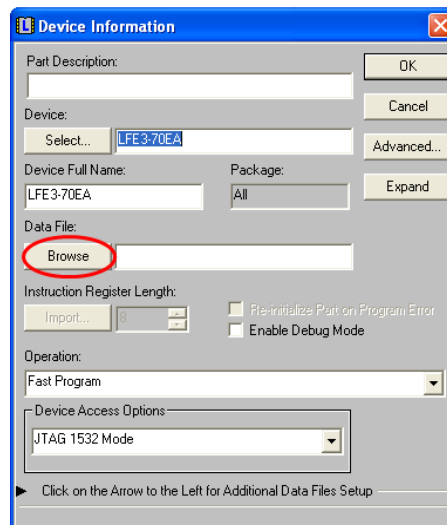 Device Information
Part Description:
OK
Device:
Cancel
Select... LFE3-70EA
Advanced...
Device Full Name: Package:
LFE3-70EA All
Expand
Data File:
Browse
Instruction Register Length:
Import... 8
Re-initialize Part on Program Error
Enable Debug Mode
Operation:
Fast Program
Device Access Options
JTAG 1532 Mode
Click on the Arrow to the Left for Additional Data Files Setup